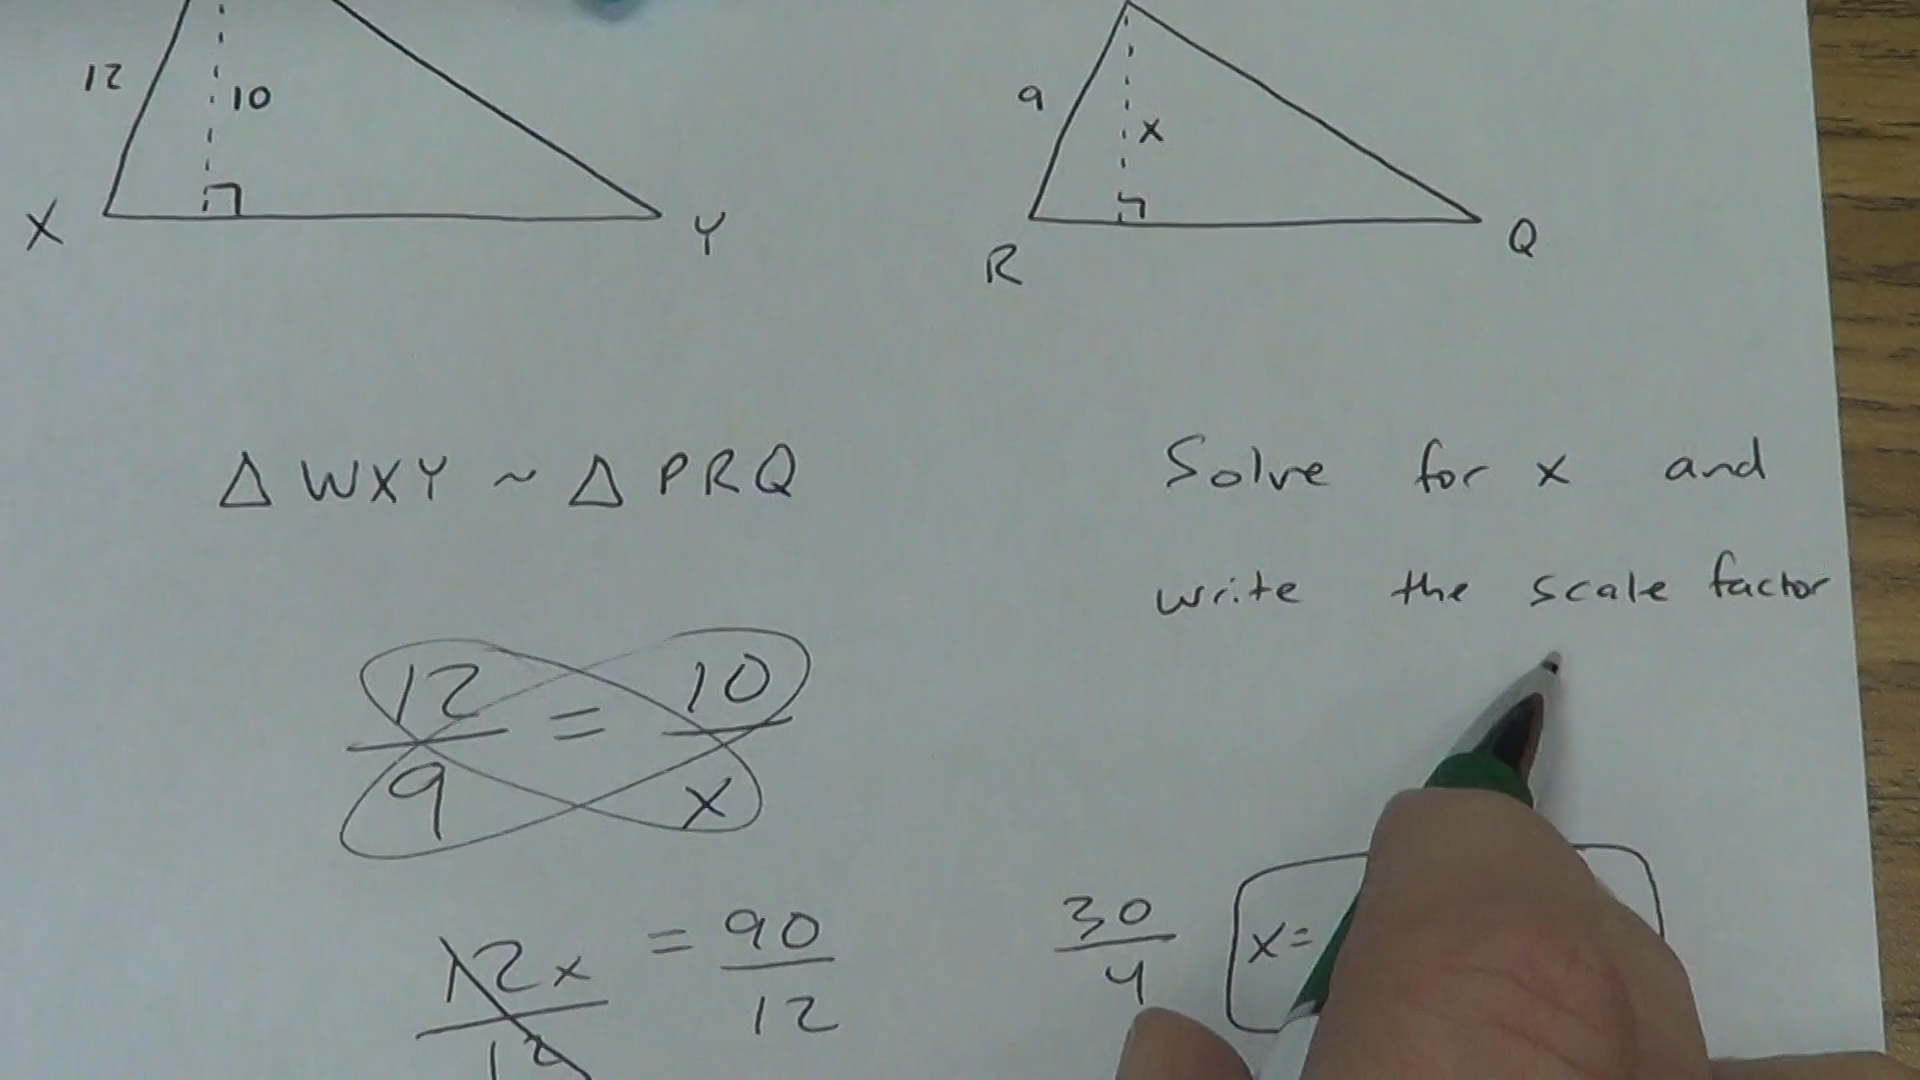 12
10
9
x
X
Y
R
Q
△ WXY ~ △ PRQ
Solve for x and
write the scale factor
12/9 = 10/x
12x/12 = 90/12
30/4
x=